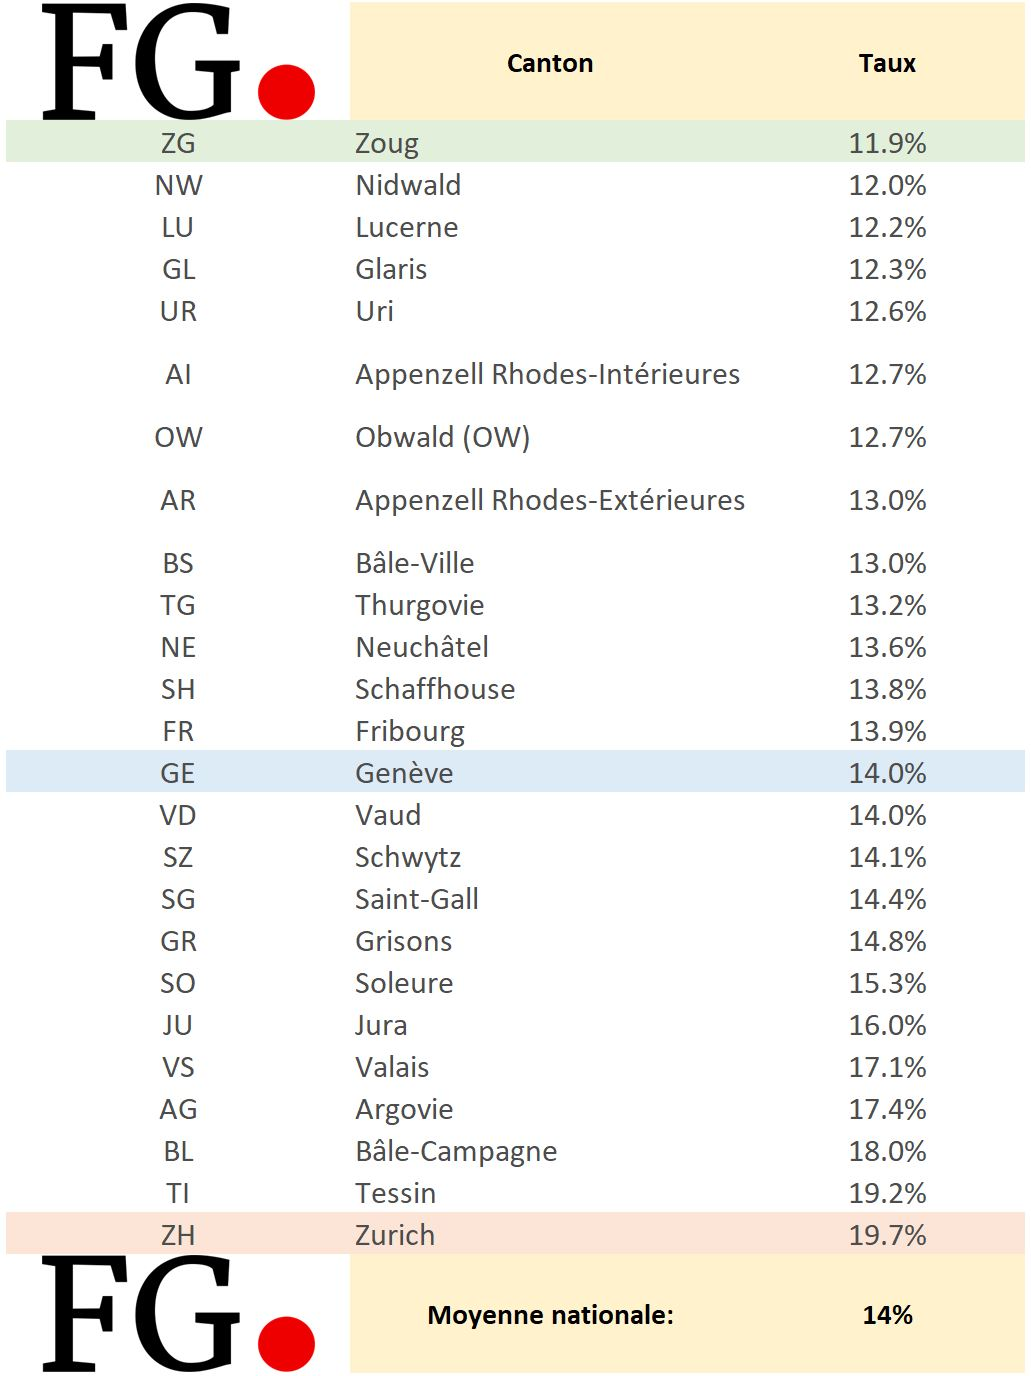 FG.
Canton Taux
ZG Zoug 11.9%
NW Nidwald 12.0%
LU Lucerne 12.2%
GL Glaris 12.3%
UR Uri 12.6%
AI Appenzell Rhodes-Intérieures 12.7%
OW Obwald (OW) 12.7%
AR Appenzell Rhodes-Extérieures 13.0%
BS Bâle-Ville 13.0%
TG Thurgovie 13.2%
NE Neuchâtel 13.6%
SH Schaffhouse 13.8%
FR Fribourg 13.9%
GE Genève 14.0%
VD Vaud 14.0%
SZ Schwytz 14.1%
SG Saint-Gall 14.4%
GR Grisons 14.8%
SO Soleure 15.3%
JU Jura 16.0%
VS Valais 17.1%
AG Argovie 17.4%
BL Bâle-Campagne 18.0%
TI Tessin 19.2%
ZH Zurich 19.7%
FG.
Moyenne nationale: 14%